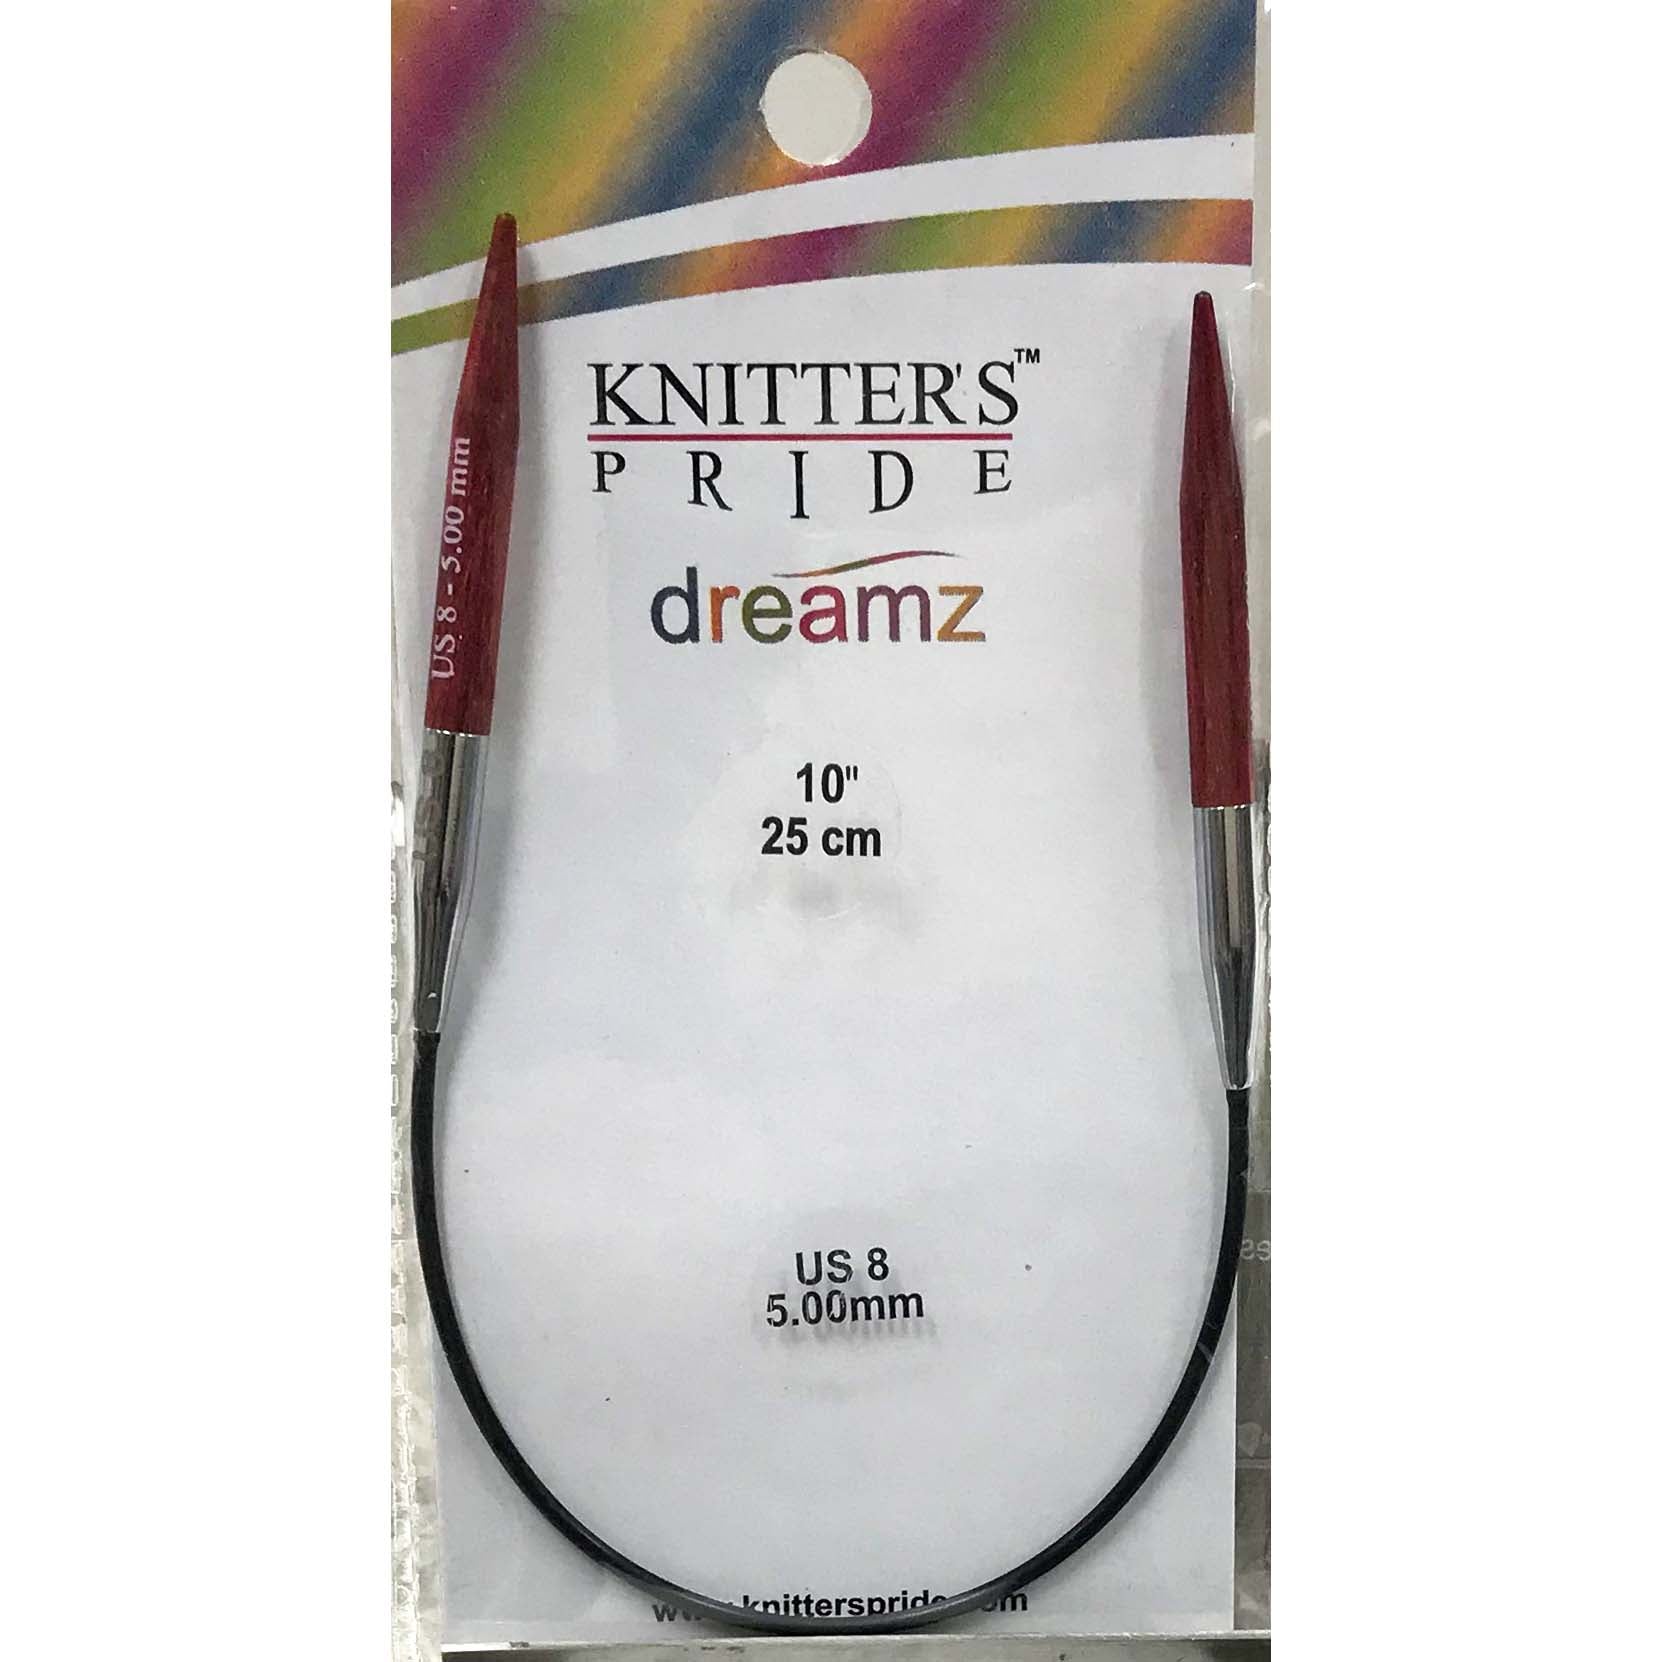 KNITTER'S™
PRIDE
dreamz
US 8 - 5.00 mm
10"
25 cm
US 8
5.00mm